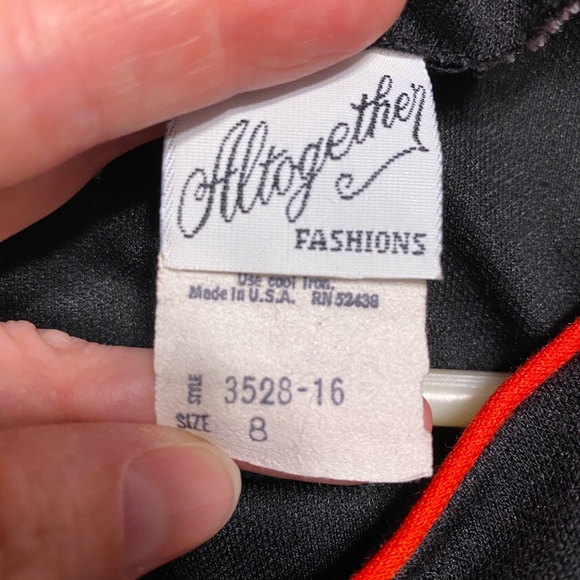 Altogether
FASHIONS
Use cool iron.
Made in U.S.A. RN 52438
STYLE 3528-16
SIZE 8